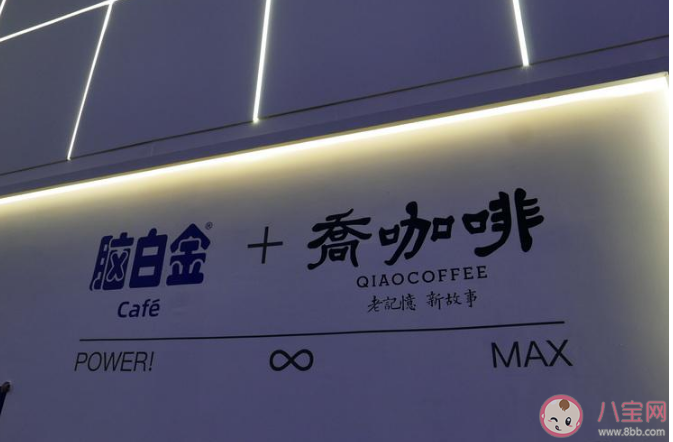 脑白金® + 喬咖啡
Café
QIAOCOFFEE
老記憶 新故事
POWER! ∞ MAX
八宝网
www.8bb.com